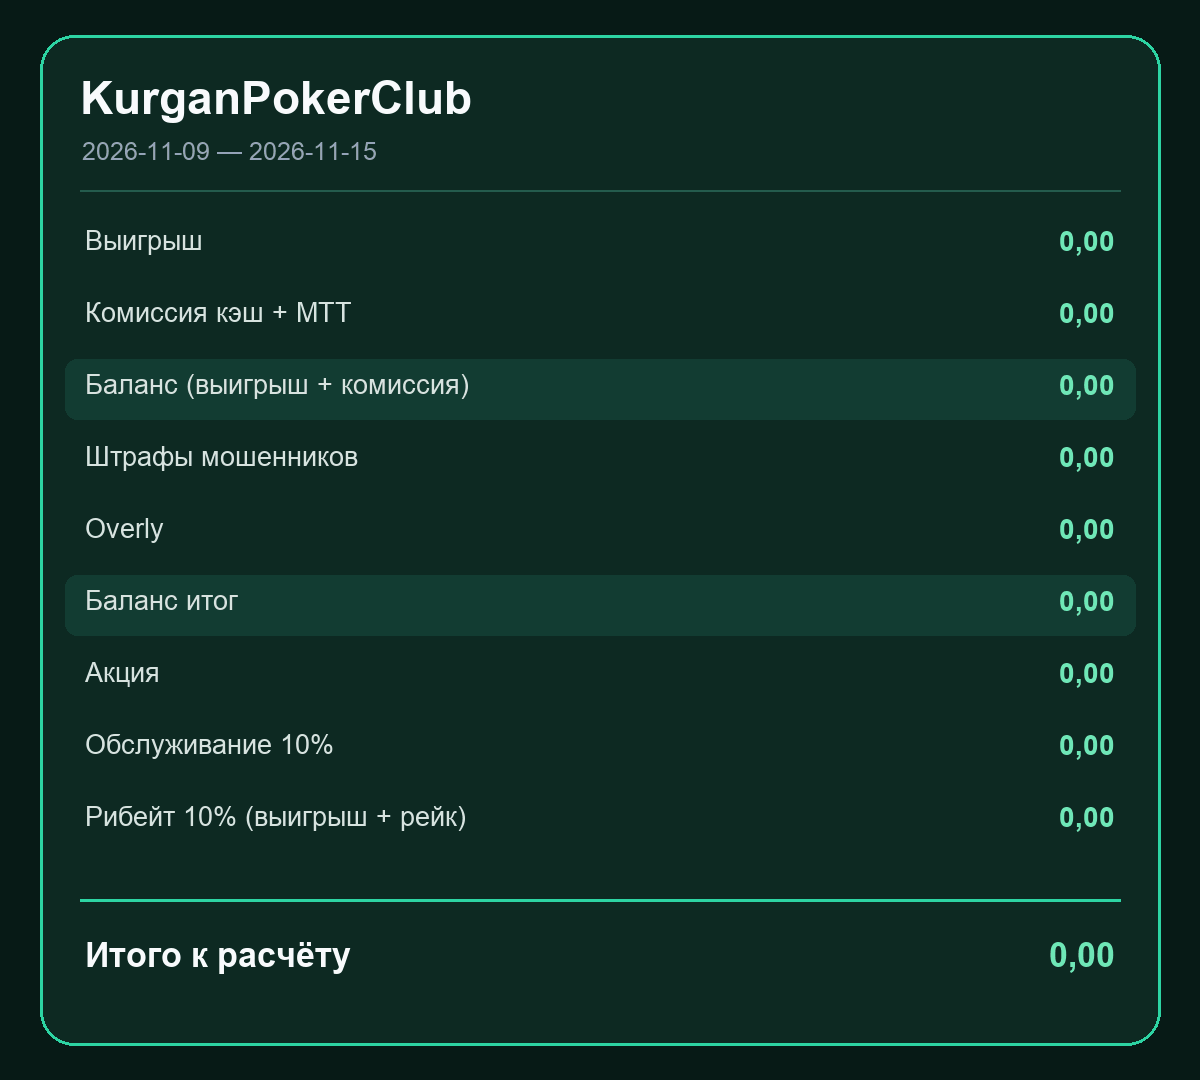 KurganPokerClub
2026-11-09 — 2026-11-15
Выигрыш 0,00
Комиссия кэш + МТТ 0,00
Баланс (выигрыш + комиссия) 0,00
Штрафы мошенников 0,00
Overly 0,00
Баланс итог 0,00
Акция 0,00
Обслуживание 10% 0,00
Рибейт 10% (выигрыш + рейк) 0,00
Итого к расчёту 0,00